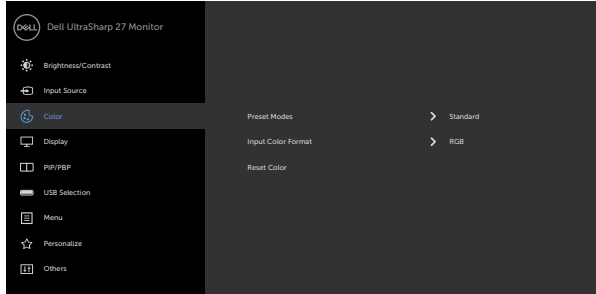 DELL Dell UltraSharp 27 Monitor
Brightness/Contrast
Input Source
Color Preset Modes Standard
Display Input Color Format RGB
PIP/PBP Reset Color
USB Selection
Menu
Personalize
Others